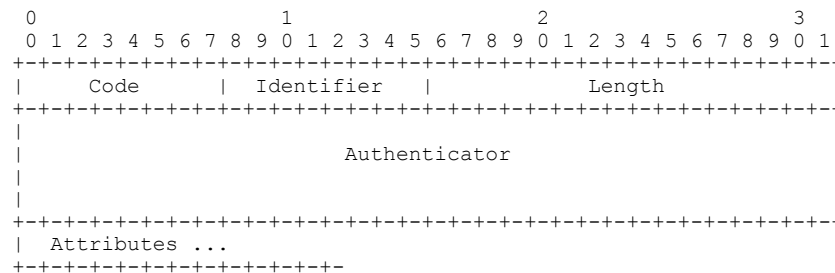 0                   1                   2                   3
 0 1 2 3 4 5 6 7 8 9 0 1 2 3 4 5 6 7 8 9 0 1 2 3 4 5 6 7 8 9 0 1
+-+-+-+-+-+-+-+-+-+-+-+-+-+-+-+-+-+-+-+-+-+-+-+-+-+-+-+-+-+-+-+-
|     Code      |  Identifier   |            Length
+-+-+-+-+-+-+-+-+-+-+-+-+-+-+-+-+-+-+-+-+-+-+-+-+-+-+-+-+-+-+-+-
|
|                         Authenticator
|
|
+-+-+-+-+-+-+-+-+-+-+-+-+-+-+-+-+-+-+-+-+-+-+-+-+-+-+-+-+-+-+-+-
|  Attributes ...
+-+-+-+-+-+-+-+-+-+-+-+-+-